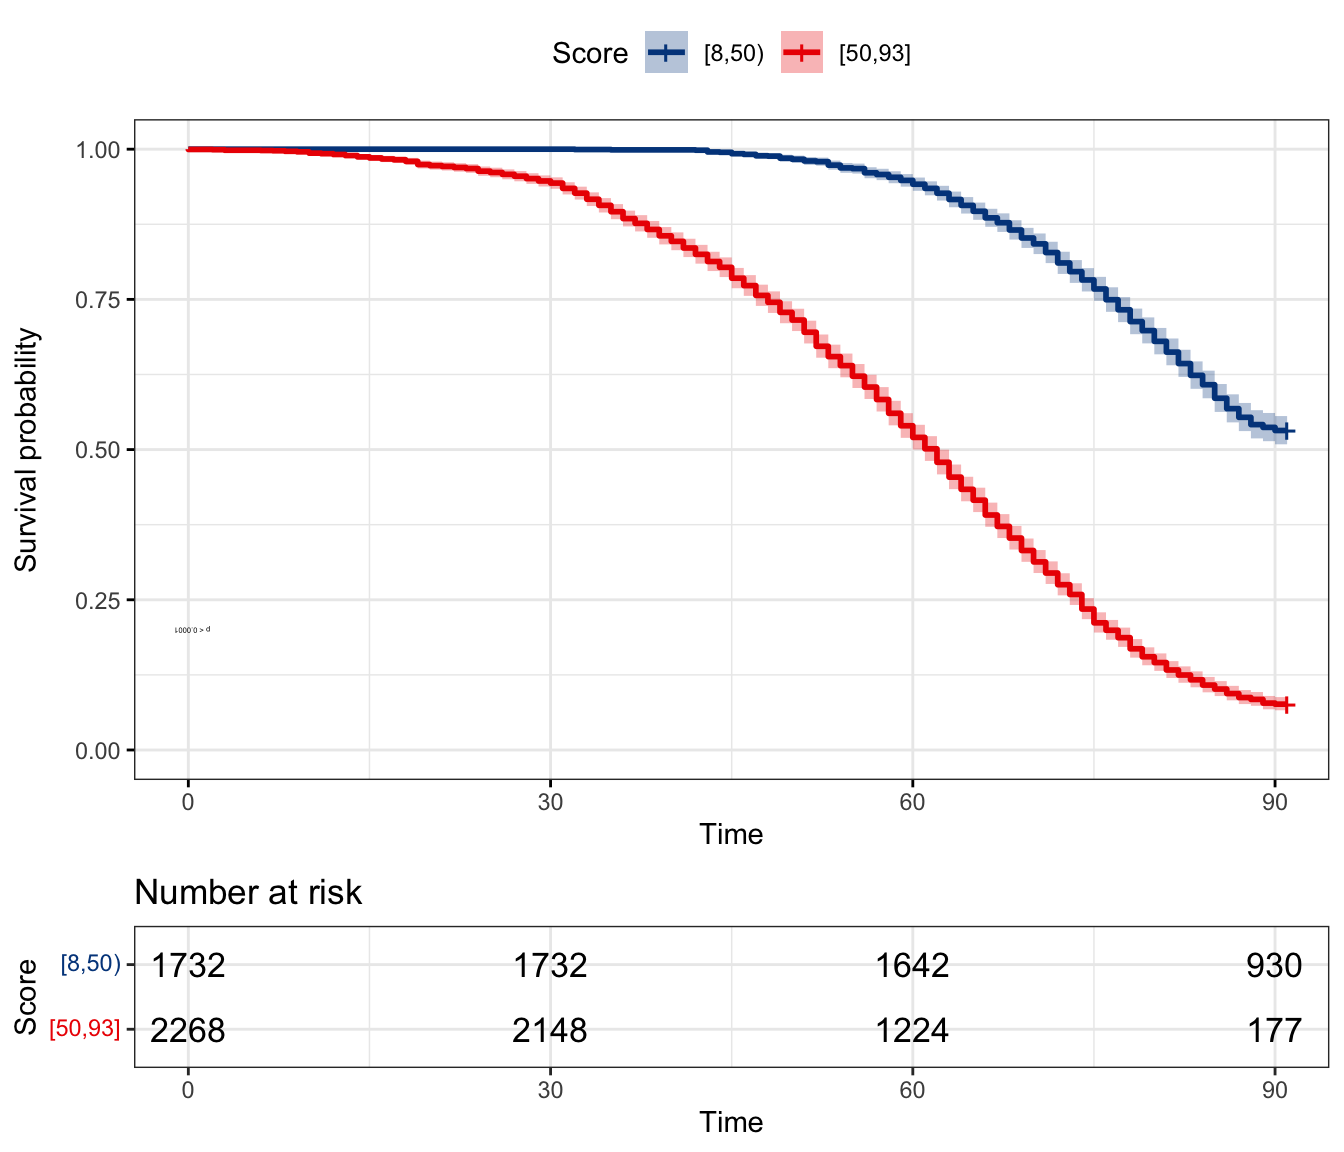 Score [8,50) [50,93]
1.00
0.75
0.50
0.25
0.00
Survival probability
p < 0.0001
0 30 60 90
Time
Number at risk
Score
[8,50) 1732 1732 1642 930
[50,93] 2268 2148 1224 177
0 30 60 90
Time